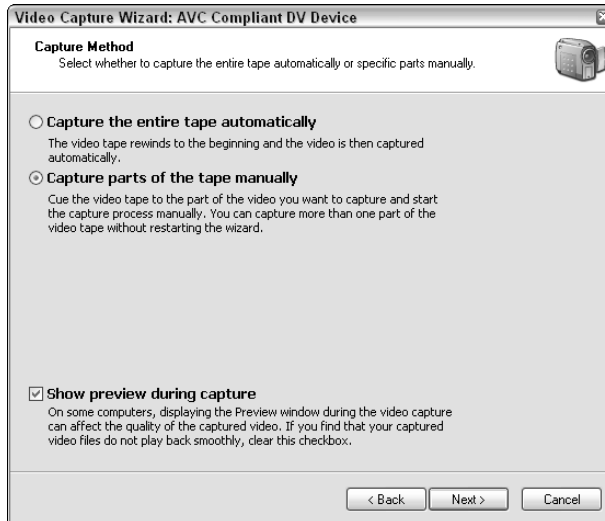 Video Capture Wizard: AVC Compliant DV Device
Capture Method
Select whether to capture the entire tape automatically or specific parts manually.
Capture the entire tape automatically
The video tape rewinds to the beginning and the video is then captured
automatically.
Capture parts of the tape manually
Cue the video tape to the part of the video you want to capture and start
the capture process manually. You can capture more than one part of the
video tape without restarting the wizard.
Show preview during capture
On some computers, displaying the Preview window during the video capture
can affect the quality of the captured video. If you find that your captured
video files do not play back smoothly, clear this checkbox.
< Back Next > Cancel